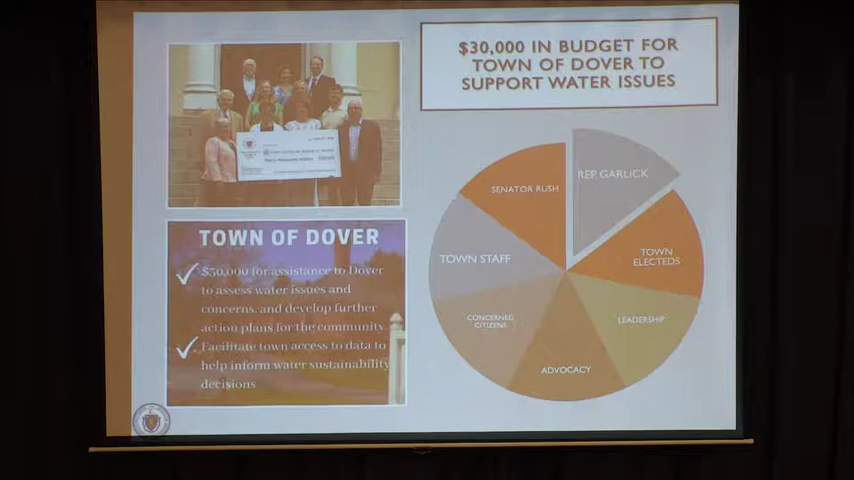 $30,000 IN BUDGET FOR
TOWN OF DOVER TO
SUPPORT WATER ISSUES
TOWN OF DOVER
$30,000 for assistance to Dover
to assess water issues and
concerns, and develop further
action plans for the community.
Facilitate town access to data to
help inform water sustainability
decisions
REP. GARLICK
SENATOR RUSH
TOWN
ELECTEDS
TOWN STAFF
LEADERSHIP
CONCERNED
CITIZENS
ADVOCACY